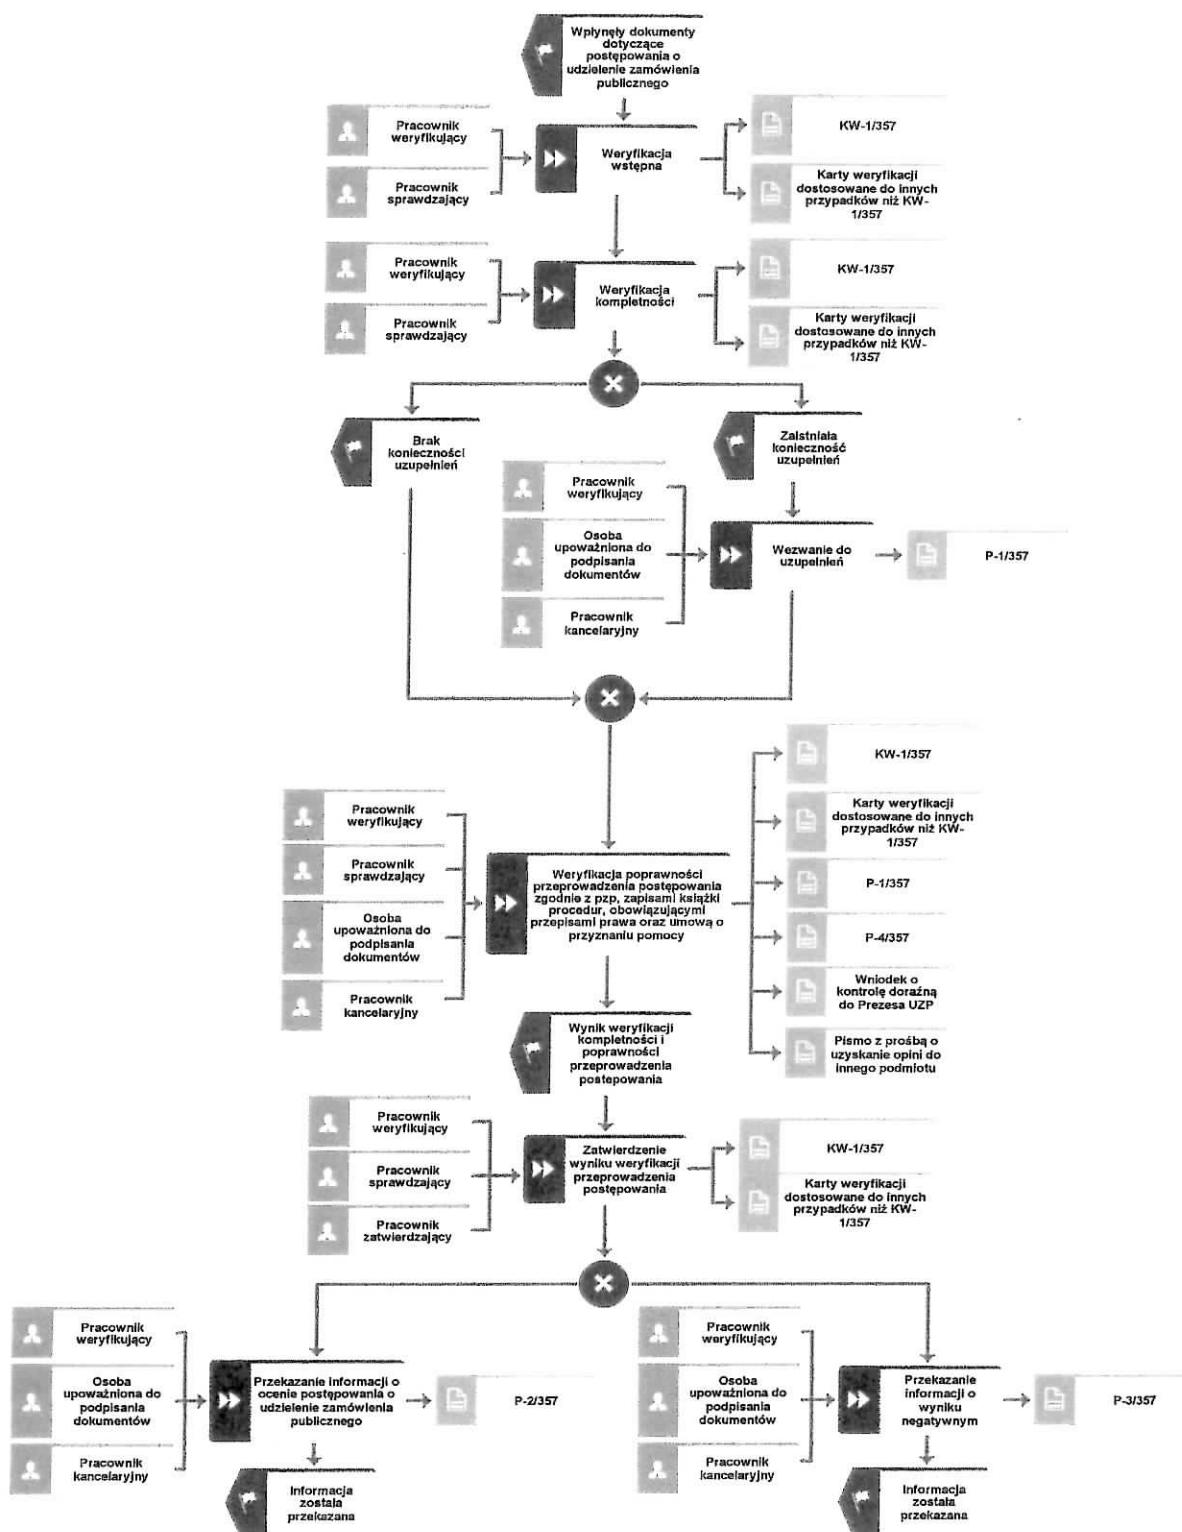 Wpłynęły dokumenty
dotyczące
postępowania o
udzielenie zamówienia
publicznego
Pracownik
weryfikujący
Pracownik
sprawdzający
Weryfikacja
wstępna
KW-1/357
Karty weryfikacji
dostosowane do innych
przypadków niż KW-
1/357
Pracownik
weryfikujący
Pracownik
sprawdzający
Weryfikacja
kompletności
KW-1/357
Karty weryfikacji
dostosowane do innych
przypadków niż KW-
1/357
Brak
konieczności
uzupełnień
Zaistniała
konieczność
uzupełnień
Pracownik
weryfikujący
Osoba
upoważniona do
podpisania
dokumentów
Pracownik
kancelaryjny
Wezwanie do
uzupełnień
P-1/357
Pracownik
weryfikujący
Pracownik
sprawdzający
Osoba
upoważniona do
podpisania
dokumentów
Pracownik
kancelaryjny
Weryfikacja poprawności
przeprowadzenia postępowania
zgodnie z pzp, zapisami książki
procedur, obowiązującymi
przepisami prawa oraz umową o
przyznaniu pomocy
KW-1/357
Karty weryfikacji
dostosowane do innych
przypadków niż KW-
1/357
P-1/357
P-4/357
Wniodek o
kontrolę doraźną
do Prezesa UZP
Pismo z prośbą o
uzyskanie opini do
innego podmiotu
Wynik weryfikacji
kompletności i
poprawności
przeprowadzenia
postepowania
Pracownik
weryfikujący
Pracownik
sprawdzający
Pracownik
zatwierdzający
Zatwierdzenie
wyniku weryfikacji
przeprowadzenia
postępowania
KW-1/357
Karty weryfikacji
dostosowane do innych
przypadków niż KW-
1/357
Pracownik
weryfikujący
Osoba
upoważniona do
podpisania
dokumentów
Pracownik
kancelaryjny
Przekazanie informacji o
ocenie postępowania o
udzielenie zamówienia
publicznego
P-2/357
Informacja
została
przekazana
Pracownik
weryfikujący
Osoba
upoważniona do
podpisania
dokumentów
Pracownik
kancelaryjny
Przekazanie
informacji o
wyniku
negatywnym
P-3/357
Informacja
została
przekazana